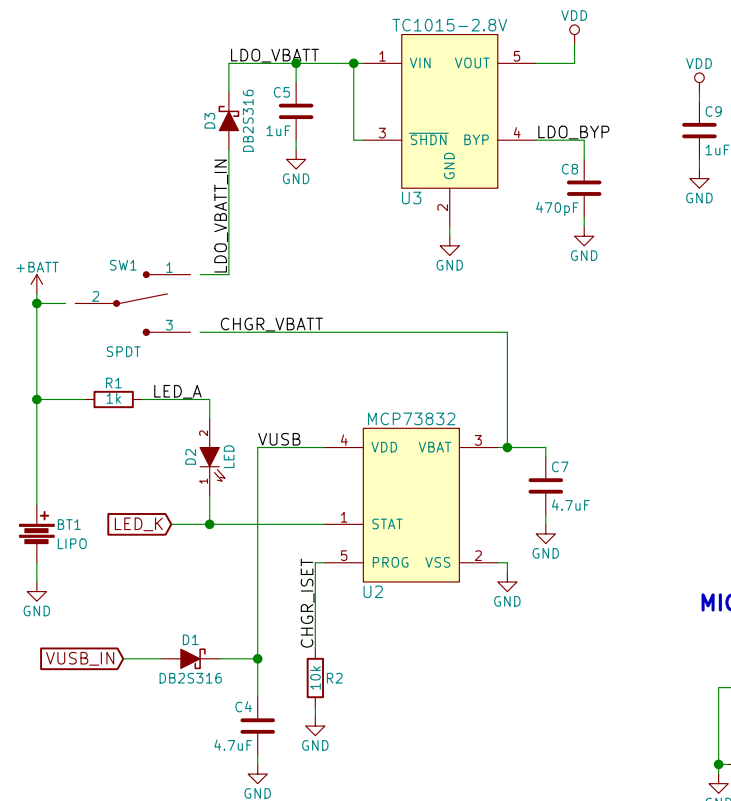 TC1015-2.8V
VDD
LDO_VBATT
1
VIN
VOUT
5
VDD
C5
1uF
GND
D3
DB2S316
3
SHDN
BYP
4
LDO_BYP
GND
2
U3
GND
C8
470pF
GND
C9
1uF
GND
LDO_VBATT_IN
+BATT
SW1
1
2
3
SPDT
CHGR_VBATT
R1
1k
LED_A
MCP73832
2
D2
LED
1
VUSB
4
VDD
VBAT
3
C7
4.7uF
GND
LED_K
1
STAT
BT1
LIPO
GND
5
PROG
VSS
2
GND
U2
CHGR_ISET
MIC
VUSB_IN
D1
DB2S316
10k
R2
GND
C4
4.7uF
GND